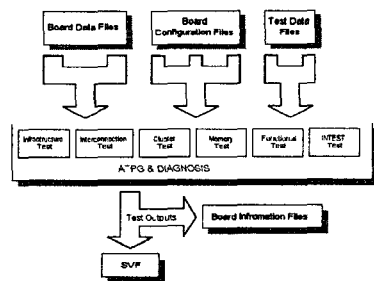 Board Data Files
Board
Configuration Files
Test Data
Files
Infrastructure
Test
Interconnection
Test
Cluster
Test
Memory
Test
Functional
Test
INTEST
Test
ATPG & DIAGNOSIS
Test Outputs
Board Infromation Files
SVF